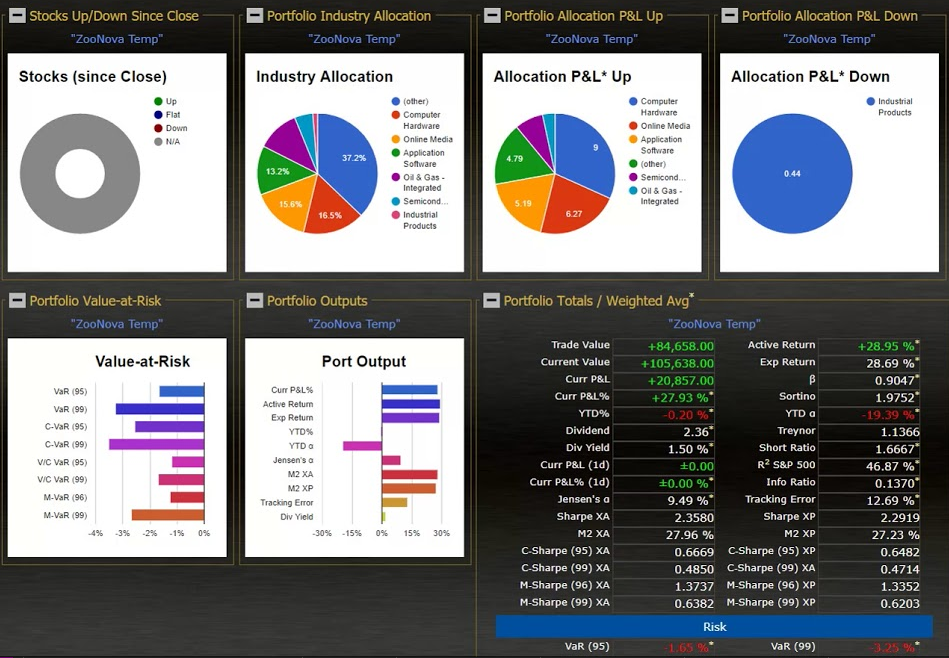 Stocks Up/Down Since Close
"ZooNova Temp"
Stocks (since Close)
Up
Flat
Down
N/A
Portfolio Industry Allocation
"ZooNova Temp"
Industry Allocation
37.2%
16.5%
15.6%
13.2%
(other)
Computer
Hardware
Online Media
Application
Software
Oil & Gas -
Integrated
Semicond...
Industrial
Products
Portfolio Allocation P&L Up
"ZooNova Temp"
Allocation P&L* Up
9
6.27
5.19
4.79
Computer
Hardware
Online Media
Application
Software
(other)
Semicond...
Oil & Gas -
Integrated
Portfolio Allocation P&L Down
"ZooNova Temp"
Allocation P&L* Down
0.44
Industrial
Products
Portfolio Value-at-Risk
"ZooNova Temp"
Value-at-Risk
VaR (95)
VaR (99)
C-VaR (95)
C-VaR (99)
V/C VaR (95)
V/C VaR (99)
M-VaR (96)
M-VaR (99)
-4% -3% -2% -1% 0%
Portfolio Outputs
"ZooNova Temp"
Port Output
Curr P&L%
Active Return
Exp Return
YTD%
YTD α
Jensen's α
M2 XA
M2 XP
Tracking Error
Div Yield
-30% -15% 0% 15% 30%
Portfolio Totals / Weighted Avg*
"ZooNova Temp"
Trade Value +84,658.00 Active Return +28.95 %*
Current Value +105,638.00 Exp Return 28.69 %*
Curr P&L +20,857.00 β 0.9047*
Curr P&L% +27.93 %* Sortino 1.9752*
YTD% -0.20 %* YTD α -19.39 %*
Dividend 2.36* Treynor 1.1366
Div Yield 1.50 %* Short Ratio 1.6667*
Curr P&L (1d) ±0.00 R² S&P 500 46.87 %*
Curr P&L% (1d) ±0.00 %* Info Ratio 0.1370*
Jensen's α 9.49 %* Tracking Error 12.69 %*
Sharpe XA 2.3580 Sharpe XP 2.2919
M2 XA 27.96 % M2 XP 27.23 %
C-Sharpe (95) XA 0.6669 C-Sharpe (95) XP 0.6482
C-Sharpe (99) XA 0.4850 C-Sharpe (99) XP 0.4714
M-Sharpe (96) XA 1.3737 M-Sharpe (96) XP 1.3352
M-Sharpe (99) XA 0.6382 M-Sharpe (99) XP 0.6203
Risk
VaR (95) -1.65 %* VaR (99) -3.25 %*